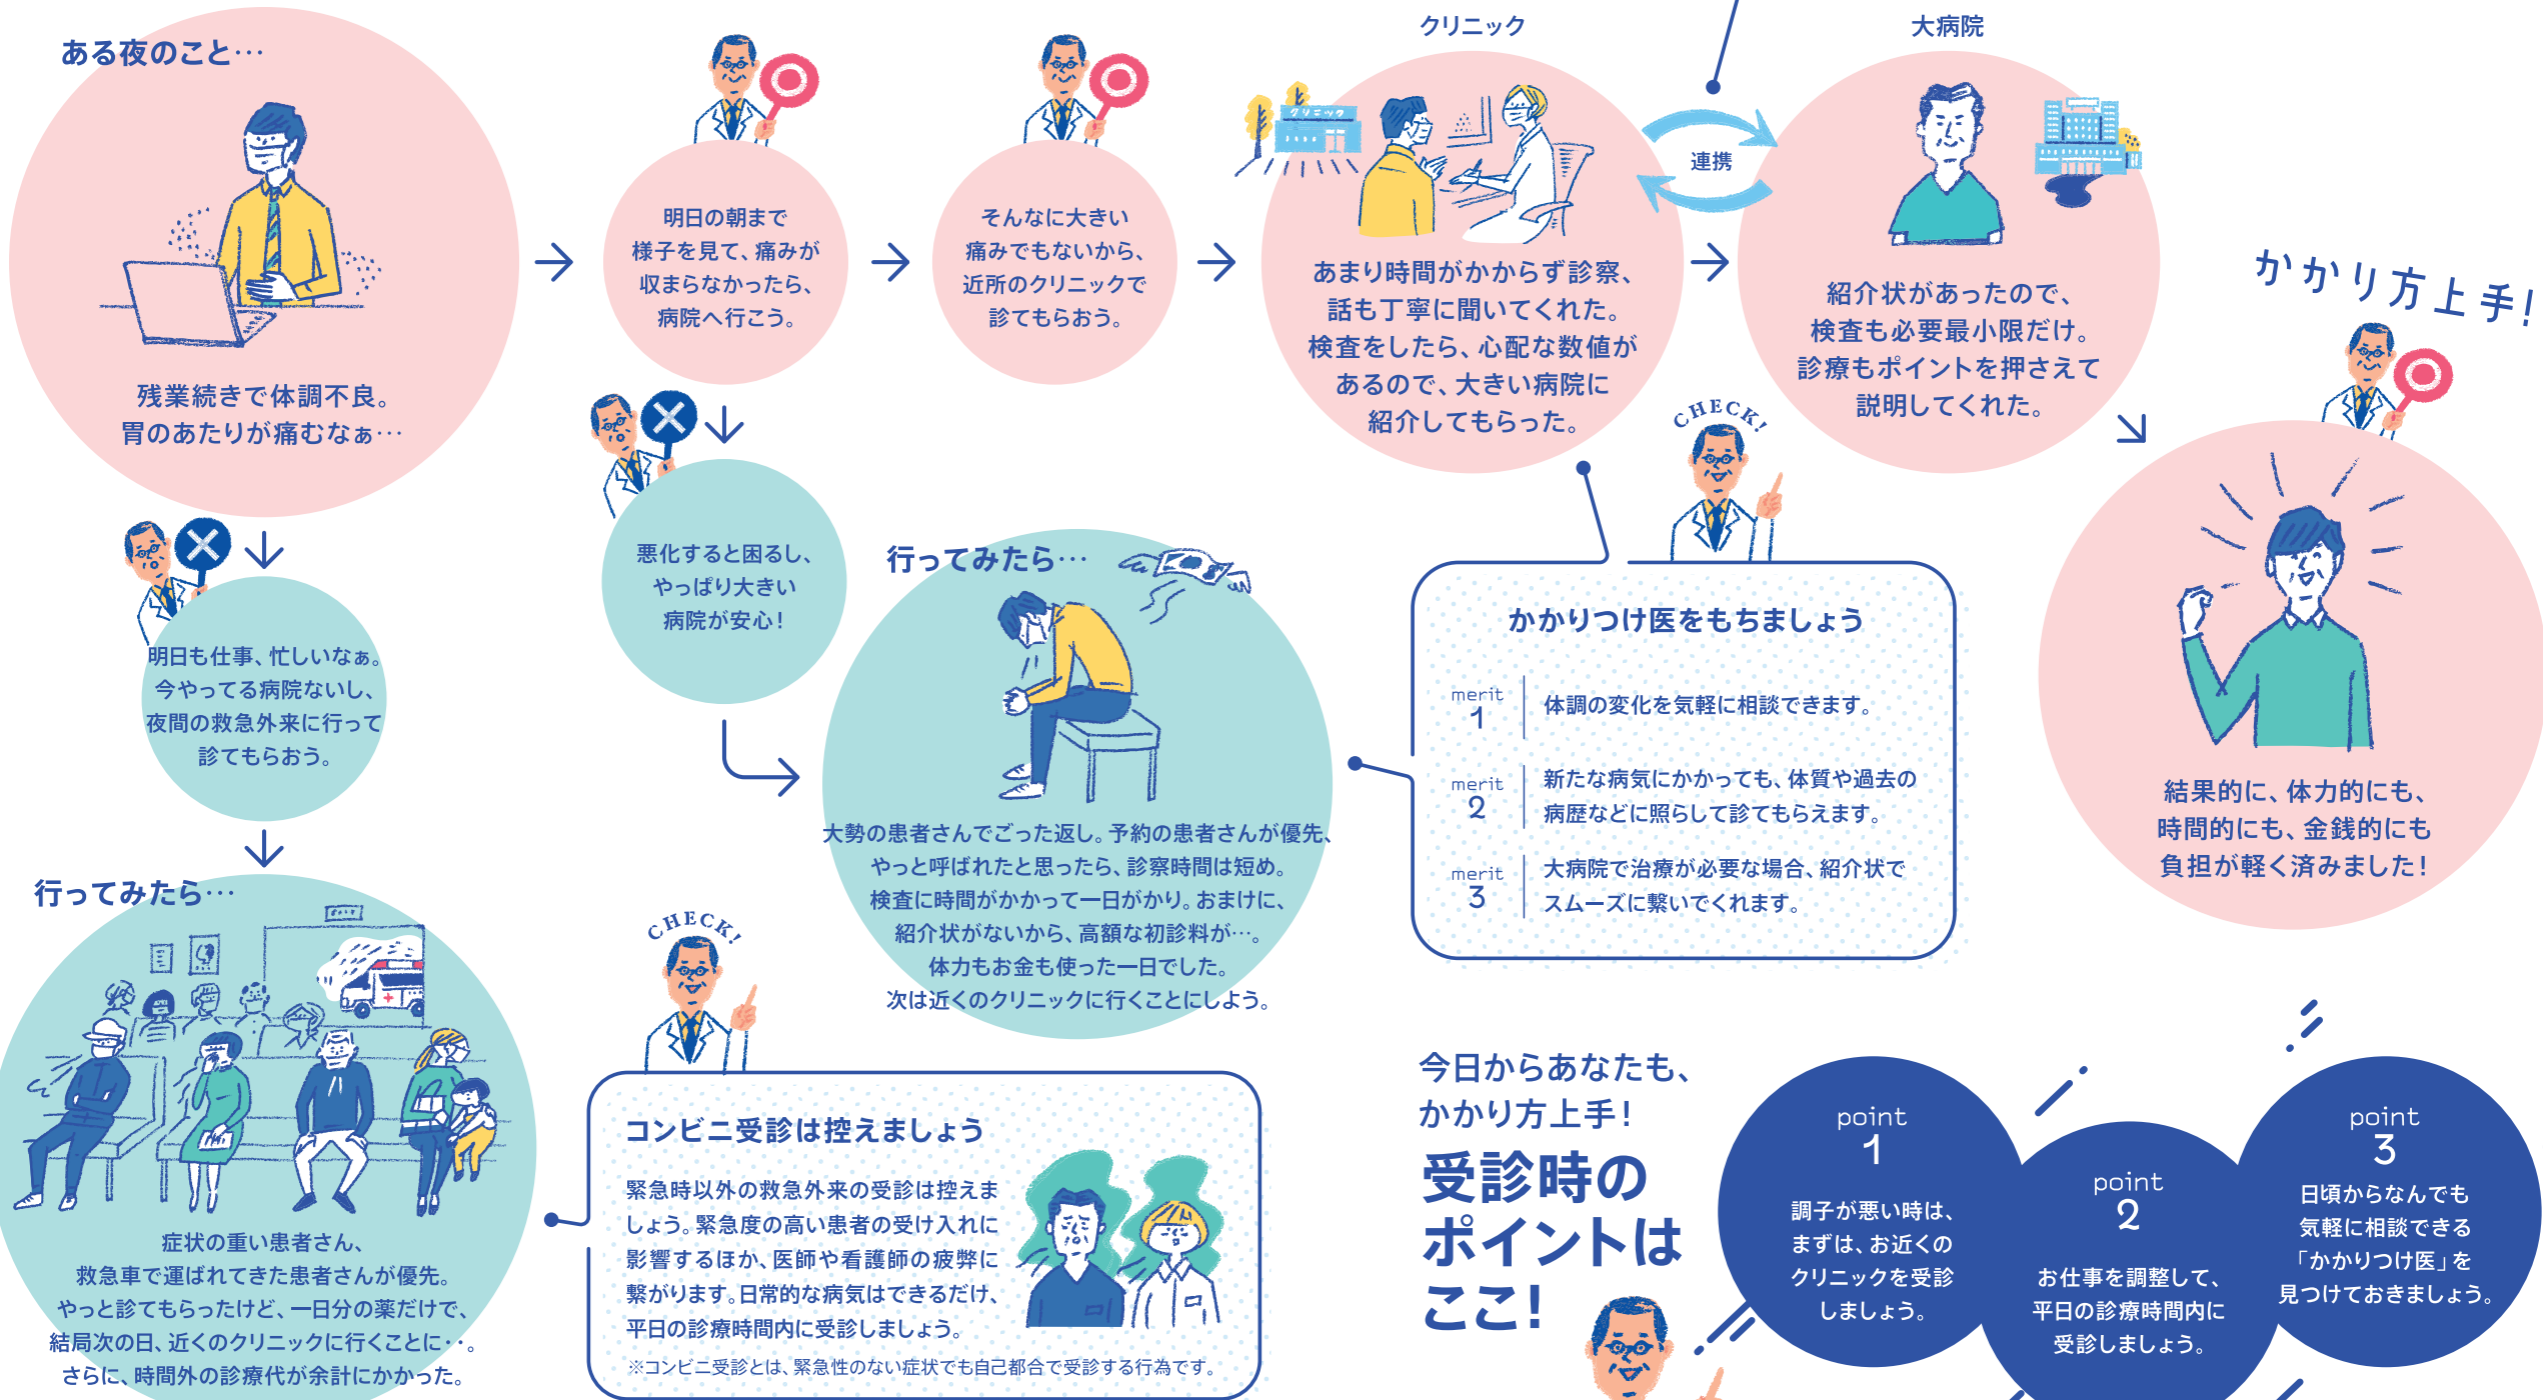 ある夜のこと…
残業続きで体調不良。
胃のあたりが痛むなぁ…
明日の朝まで
様子を見て、痛みが
収まらなかったら、
病院へ行こう。
そんなに大きい
痛みでもないから、
近所のクリニックで
診てもらおう。
クリニック
クリニック
あまり時間がかからず診察、
話も丁寧に聞いてくれた。
検査をしたら、心配な数値が
あるので、大きい病院に
紹介してもらった。
連携
大病院
紹介状があったので、
検査も必要最小限だけ。
診療もポイントを押さえて
説明してくれた。
かかり方上手!
結果的に、体力的にも、
時間的にも、金銭的にも
負担が軽く済みました!
明日も仕事、忙しいなぁ。
今やってる病院ないし、
夜間の救急外来に行って
診てもらおう。
行ってみたら…
症状の重い患者さん、
救急車で運ばれてきた患者さんが優先。
やっと診てもらったけど、一日分の薬だけで、
結局次の日、近くのクリニックに行くことに‥。
さらに、時間外の診療代が余計にかかった。
悪化すると困るし、
やっぱり大きい
病院が安心!
行ってみたら…
大勢の患者さんでごった返し。予約の患者さんが優先、
やっと呼ばれたと思ったら、診察時間は短め。
検査に時間がかかって一日がかり。おまけに、
紹介状がないから、高額な初診料が…。
体力もお金も使った一日でした。
次は近くのクリニックに行くことにしよう。
CHECK!
かかりつけ医をもちましょう
merit
1
体調の変化を気軽に相談できます。
merit
2
新たな病気にかかっても、体質や過去の
病歴などに照らして診てもらえます。
merit
3
大病院で治療が必要な場合、紹介状で
スムーズに繋いでくれます。
CHECK!
コンビニ受診は控えましょう
緊急時以外の救急外来の受診は控えま
しょう。緊急度の高い患者の受け入れに
影響するほか、医師や看護師の疲弊に
繋がります。日常的な病気はできるだけ、
平日の診療時間内に受診しましょう。
※コンビニ受診とは、緊急性のない症状でも自己都合で受診する行為です。
今日からあなたも、
かかり方上手!
受診時の
ポイントは
ここ!
point
1
調子が悪い時は、
まずは、お近くの
クリニックを受診
しましょう。
point
2
お仕事を調整して、
平日の診療時間内に
受診しましょう。
point
3
日頃からなんでも
気軽に相談できる
「かかりつけ医」を
見つけておきましょう。